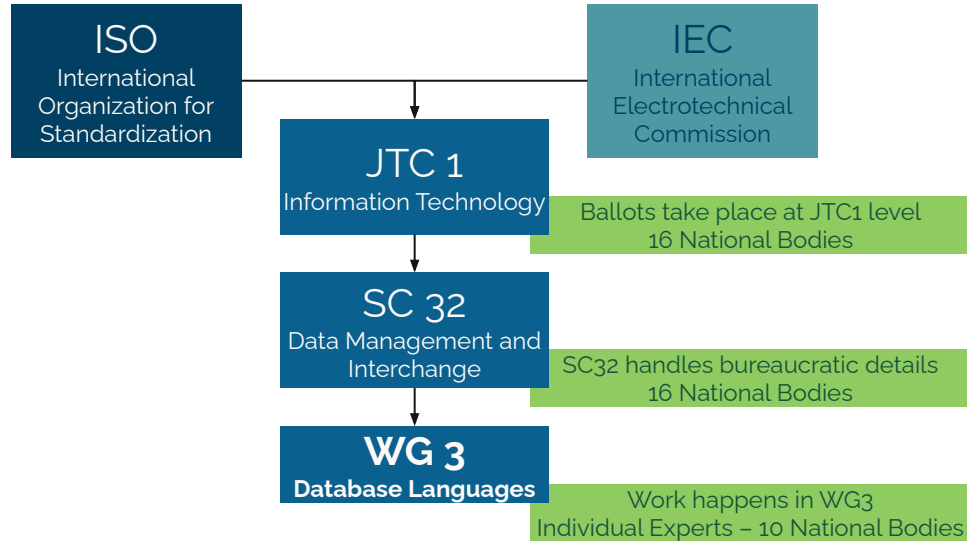 ISO
International
Organization for
Standardization
IEC
International
Electrotechnical
Commission
JTC 1
Information Technology
Ballots take place at JTC1 level
16 National Bodies
SC 32
Data Management and
Interchange
SC32 handles bureaucratic details
16 National Bodies
WG 3
Database Languages
Work happens in WG3
Individual Experts – 10 National Bodies